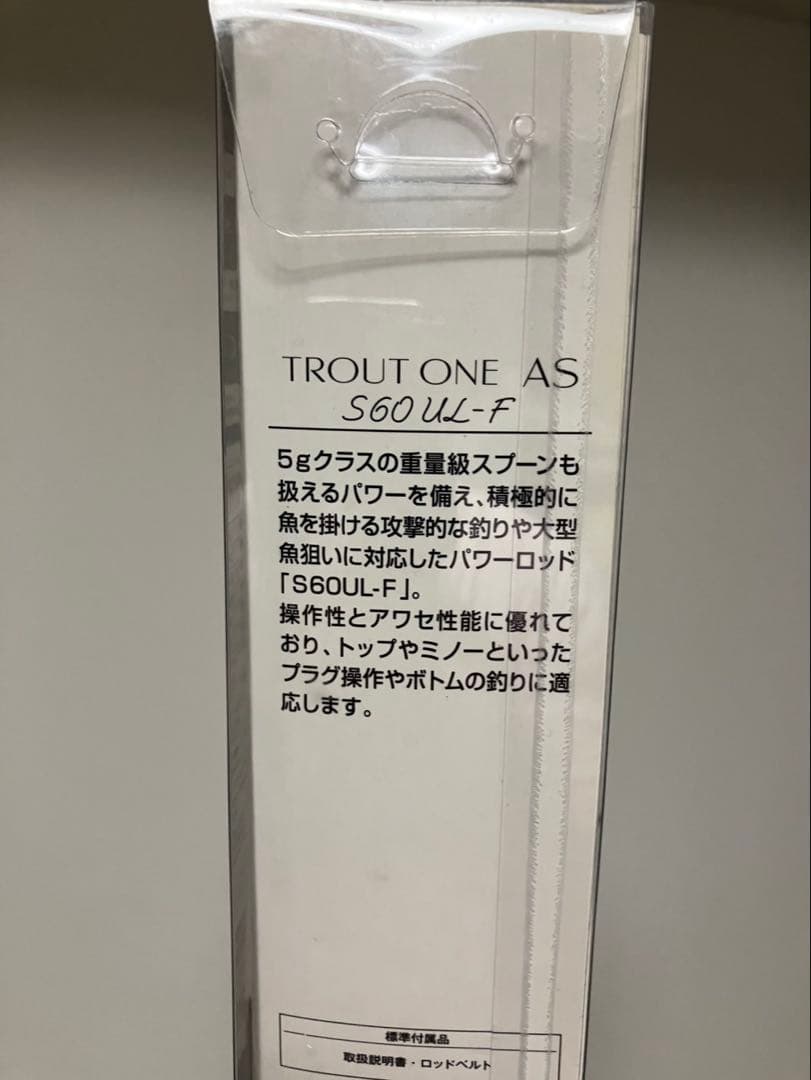 TROUT ONE AS
S60UL-F
5gクラスの重量級スプーンも
扱えるパワーを備え、積極的に
魚を掛ける攻撃的な釣りや大型
魚狙いに対応したパワーロッド
「S60UL-F」。
操作性とアワセ性能に優れて
おり、トップやミノーといった
プラグ操作やボトムの釣りに適
応します。
標準付属品
取扱説明書・ロッドベルト